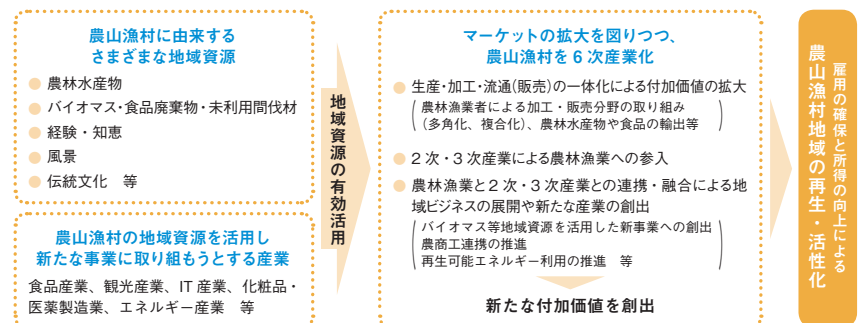 農山漁村に由来する
さまざまな地域資源
● 農林水産物
● バイオマス・食品廃棄物・未利用間伐材
● 経験・知恵
● 風景
● 伝統文化 等
農山漁村の地域資源を活用し
新たな事業に取り組もうとする産業
食品産業、観光産業、IT 産業、化粧品・
医薬製造業、エネルギー産業 等
地域資源の有効活用
マーケットの拡大を図りつつ、
農山漁村を 6 次産業化
● 生産・加工・流通(販売)の一体化による付加価値の拡大
(農林漁業者による加工・販売分野の取り組み
(多角化、複合化)、農林水産物や食品の輸出等)
● 2 次・3 次産業による農林漁業への参入
● 農林漁業と 2 次・3 次産業との連携・融合による地
域ビジネスの展開や新たな産業の創出
(バイオマス等地域資源を活用した新事業への創出
農商工連携の推進
再生可能エネルギー利用の推進 等)
新たな付加価値を創出
雇用の確保と所得の向上による
農山漁村地域の再生・活性化